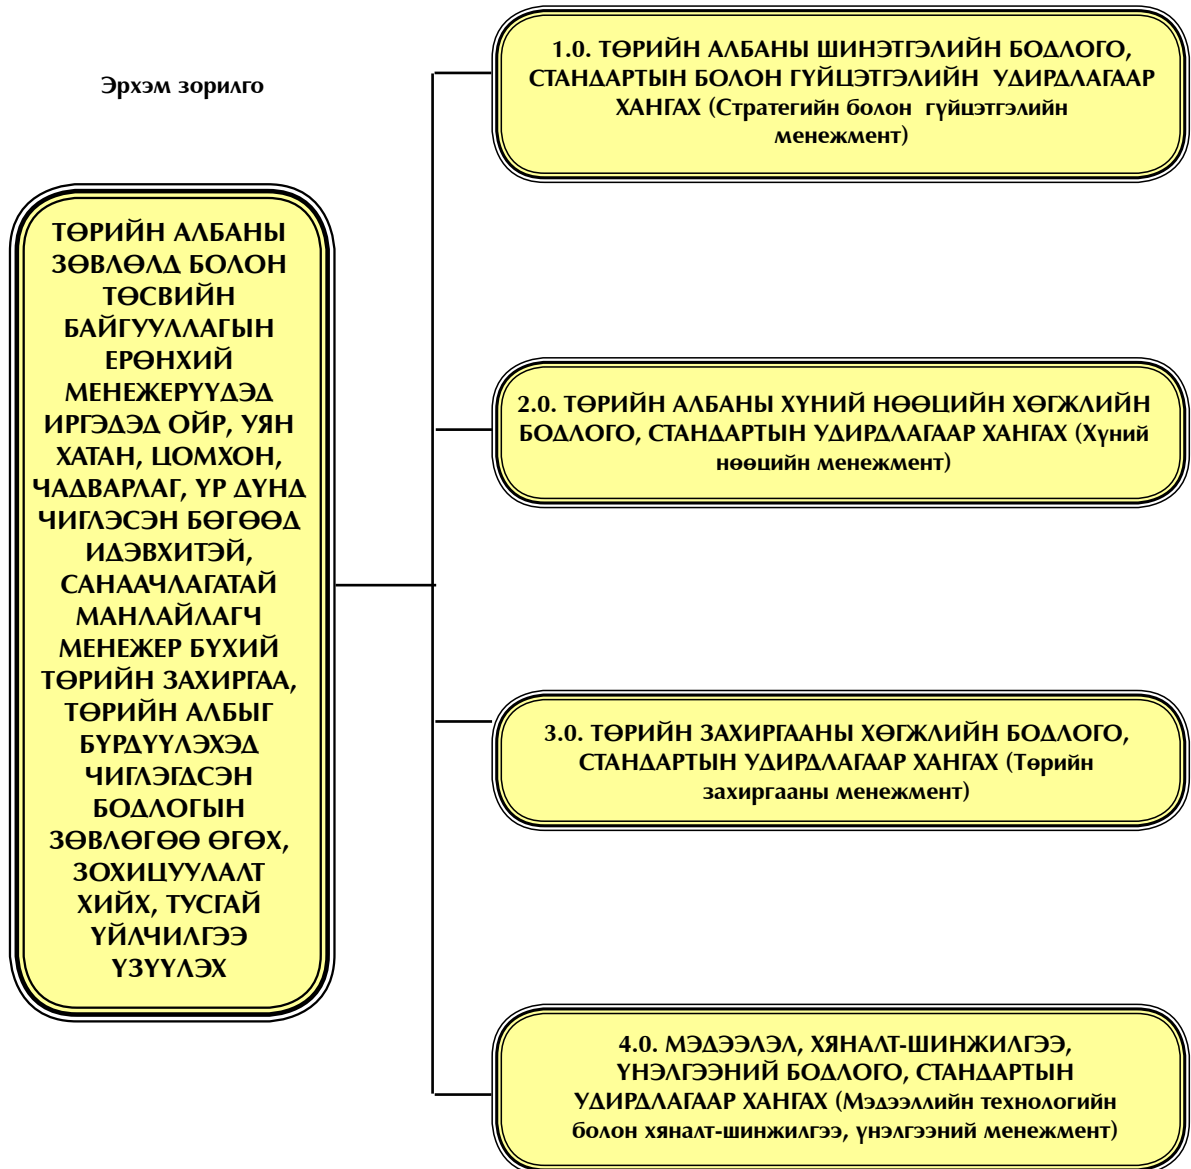 Эрхэм зорилго
ТӨРИЙН АЛБАНЫ
ЗӨВЛӨЛД БОЛОН
ТӨСВИЙН
БАЙГУУЛЛАГЫН
ЕРӨНХИЙ
МЕНЕЖЕРҮҮДЭД
ИРГЭДЭД ОЙР, УЯН
ХАТАН, ЦОМХОН,
ЧАДВАРЛАГ, ҮР ДҮНД
ЧИГЛЭСЭН БӨГӨӨД
ИДЭВХИТЭЙ,
САНААЧЛАГАТАЙ
МАНЛАЙЛАГЧ
МЕНЕЖЕР БҮХИЙ
ТӨРИЙН ЗАХИРГАА,
ТӨРИЙН АЛБЫГ
БҮРДҮҮЛЭХЭД
ЧИГЛЭГДСЭН
БОДЛОГЫН
ЗӨВЛӨГӨӨ ӨГӨХ,
ЗОХИЦУУЛАЛТ
ХИЙХ, ТУСГАЙ
ҮЙЛЧИЛГЭЭ
ҮЗҮҮЛЭХ
1.0. ТӨРИЙН АЛБАНЫ ШИНЭТГЭЛИЙН БОДЛОГО,
СТАНДАРТЫН БОЛОН ГҮЙЦЭТГЭЛИЙН УДИРДЛАГААР
ХАНГАХ (Стратегийн болон гүйцэтгэлийн
менежмент)
2.0. ТӨРИЙН АЛБАНЫ ХҮНИЙ НӨӨЦИЙН ХӨГЖЛИЙН
БОДЛОГО, СТАНДАРТЫН УДИРДЛАГААР ХАНГАХ (Хүний
нөөцийн менежмент)
3.0. ТӨРИЙН ЗАХИРГААНЫ ХӨГЖЛИЙН БОДЛОГО,
СТАНДАРТЫН УДИРДЛАГААР ХАНГАХ (Төрийн
захиргааны менежмент)
4.0. МЭДЭЭЛЭЛ, ХЯНАЛТ-ШИНЖИЛГЭЭ,
ҮНЭЛГЭЭНИЙ БОДЛОГО, СТАНДАРТЫН
УДИРДЛАГААР ХАНГАХ (Мэдээллийн технологийн
болон хяналт-шинжилгээ, үнэлгээний менежмент)